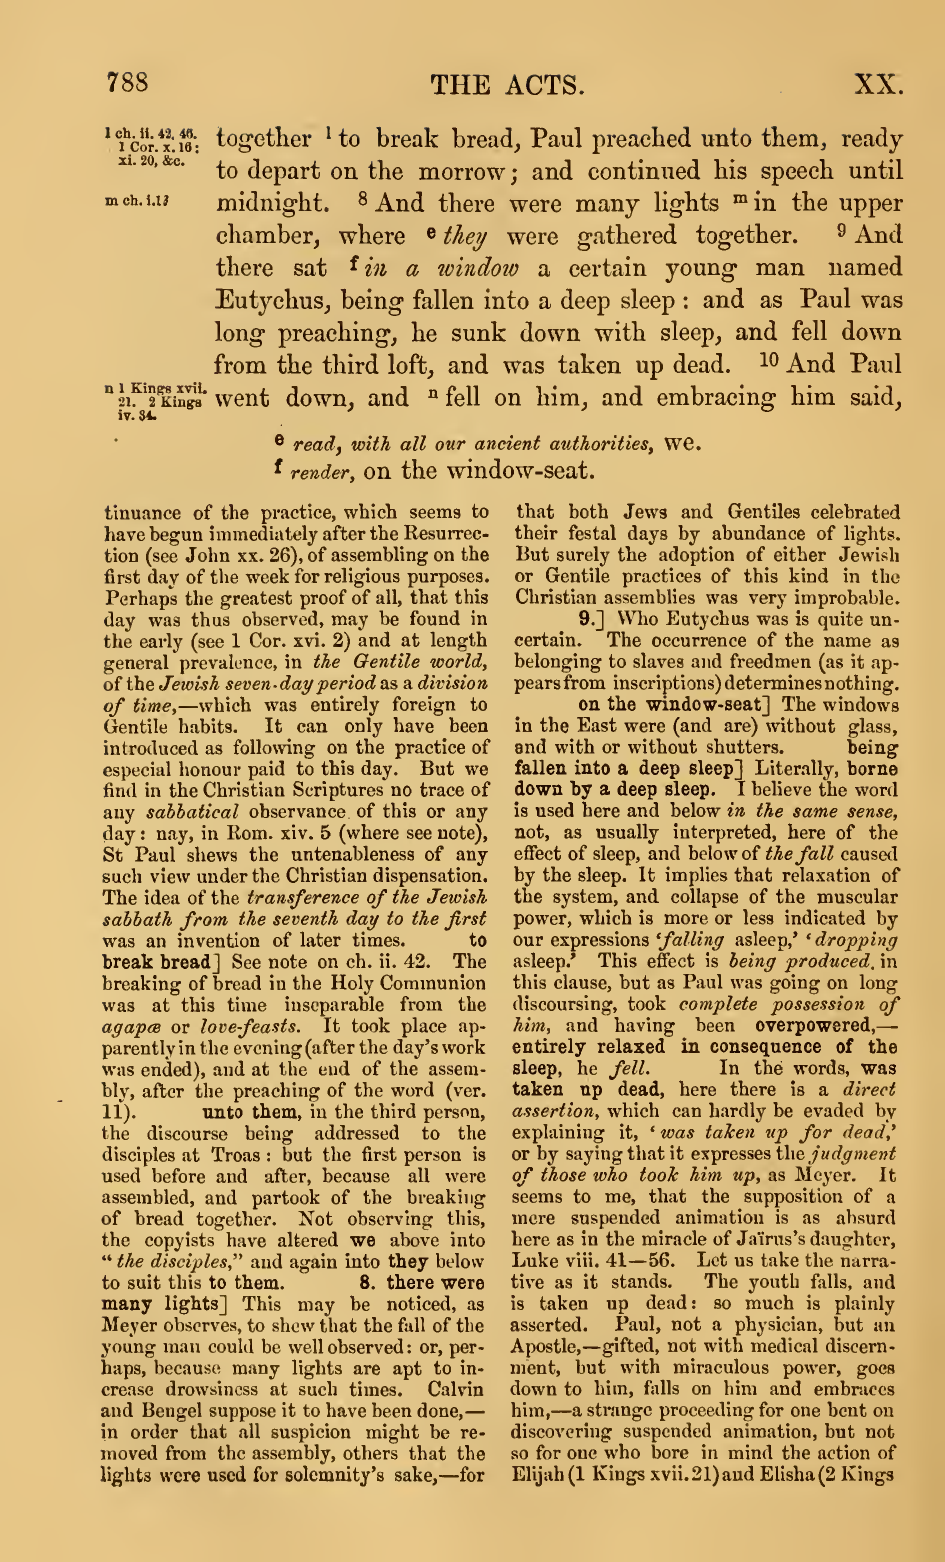 788 THE ACTS. XX.
l ch. ii. 42, 46.
1 Cor. x. 16:
xi. 20, &c.
m ch. i. 13
n 1 Kings xvii.
21. 2 Kings
iv. 34.
together l to break bread, Paul preached unto them, ready
to depart on the morrow; and continued his speech until
midnight. 8 And there were many lights m in the upper
chamber, where e they were gathered together. 9 And
there sat f in a window a certain young man named
Eutychus, being fallen into a deep sleep : and as Paul was
long preaching, he sunk down with sleep, and fell down
from the third loft, and was taken up dead. 10 And Paul
went down, and n fell on him, and embracing him said,
e read, with all our ancient authorities, we.
f render, on the window-seat.
tinuance of the practice, which seems to
have begun immediately after the Resurrec-
tion (see John xx. 26), of assembling on the
first day of the week for religious purposes.
Perhaps the greatest proof of all, that this
day was thus observed, may be found in
the early (see 1 Cor. xvi. 2) and at length
general prevalence, in the Gentile world,
of the Jewish seven-day period as a division
of time,—which was entirely foreign to
Gentile habits. It can only have been
introduced as following on the practice of
especial honour paid to this day. But we
find in the Christian Scriptures no trace of
any sabbatical observance of this or any
day: nay, in Rom. xiv. 5 (where see note),
St Paul shews the untenableness of any
such view under the Christian dispensation.
The idea of the transference of the Jewish
sabbath from the seventh day to the first
was an invention of later times. to
break bread] See note on ch. ii. 42. The
breaking of bread in the Holy Communion
was at this time inseparable from the
agapæ or love-feasts. It took place ap-
parently in the evening (after the day's work
was ended), and at the end of the assem-
bly, after the preaching of the word (ver.
11). unto them, in the third person,
the discourse being addressed to the
disciples at Troas : but the first person is
used before and after, because all were
assembled, and partook of the breaking
of bread together. Not observing this,
the copyists have altered we above into
“the disciples,” and again into they below
to suit this to them. 8. there were
many lights] This may be noticed, as
Meyer observes, to shew that the fall of the
young man could be well observed: or, per-
haps, because many lights are apt to in-
crease drowsiness at such times. Calvin
and Bengel suppose it to have been done,—
in order that all suspicion might be re-
moved from the assembly, others that the
lights were used for solemnity's sake,—for
that both Jews and Gentiles celebrated
their festal days by abundance of lights.
But surely the adoption of either Jewish
or Gentile practices of this kind in the
Christian assemblies was very improbable.
9.] Who Eutychus was is quite un-
certain. The occurrence of the name as
belonging to slaves and freedmen (as it ap-
pears from inscriptions) determines nothing.
on the window-seat] The windows
in the East were (and are) without glass,
and with or without shutters. being
fallen into a deep sleep] Literally, borne
down by a deep sleep. I believe the word
is used here and below in the same sense,
not, as usually interpreted, here of the
effect of sleep, and below of the fall caused
by the sleep. It implies that relaxation of
the system, and collapse of the muscular
power, which is more or less indicated by
our expressions ‘falling asleep,’ ‘dropping
asleep.’ This effect is being produced in
this clause, but as Paul was going on long
discoursing, took complete possession of
him, and having been overpowered,—
entirely relaxed in consequence of the
sleep, he fell. In the words, was
taken up dead, here there is a direct
assertion, which can hardly be evaded by
explaining it, ‘was taken up for dead,’
or by saying that it expresses the judgment
of those who took him up, as Meyer. It
seems to me, that the supposition of a
mere suspended animation is as absurd
here as in the miracle of Jaïrus's daughter,
Luke viii. 41—56. Let us take the narra-
tive as it stands. The youth falls, and
is taken up dead: so much is plainly
asserted. Paul, not a physician, but an
Apostle,—gifted, not with medical discern-
ment, but with miraculous power, goes
down to him, falls on him and embraces
him,—a strange proceeding for one bent on
discovering suspended animation, but not
so for one who bore in mind the action of
Elijah (1 Kings xvii. 21) and Elisha (2 Kings